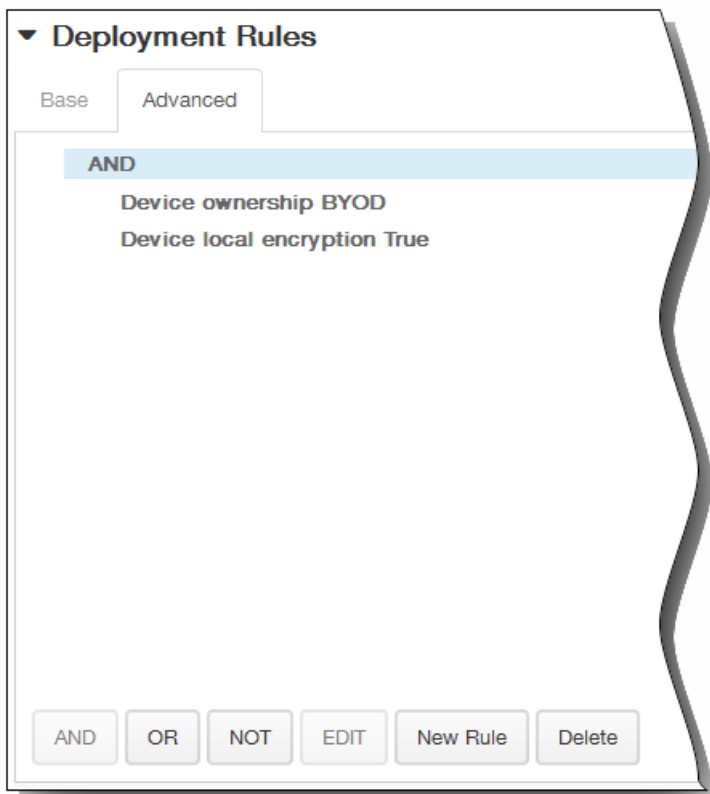 Deployment Rules
Base Advanced
AND
Device ownership BYOD
Device local encryption True
AND OR NOT EDIT New Rule Delete